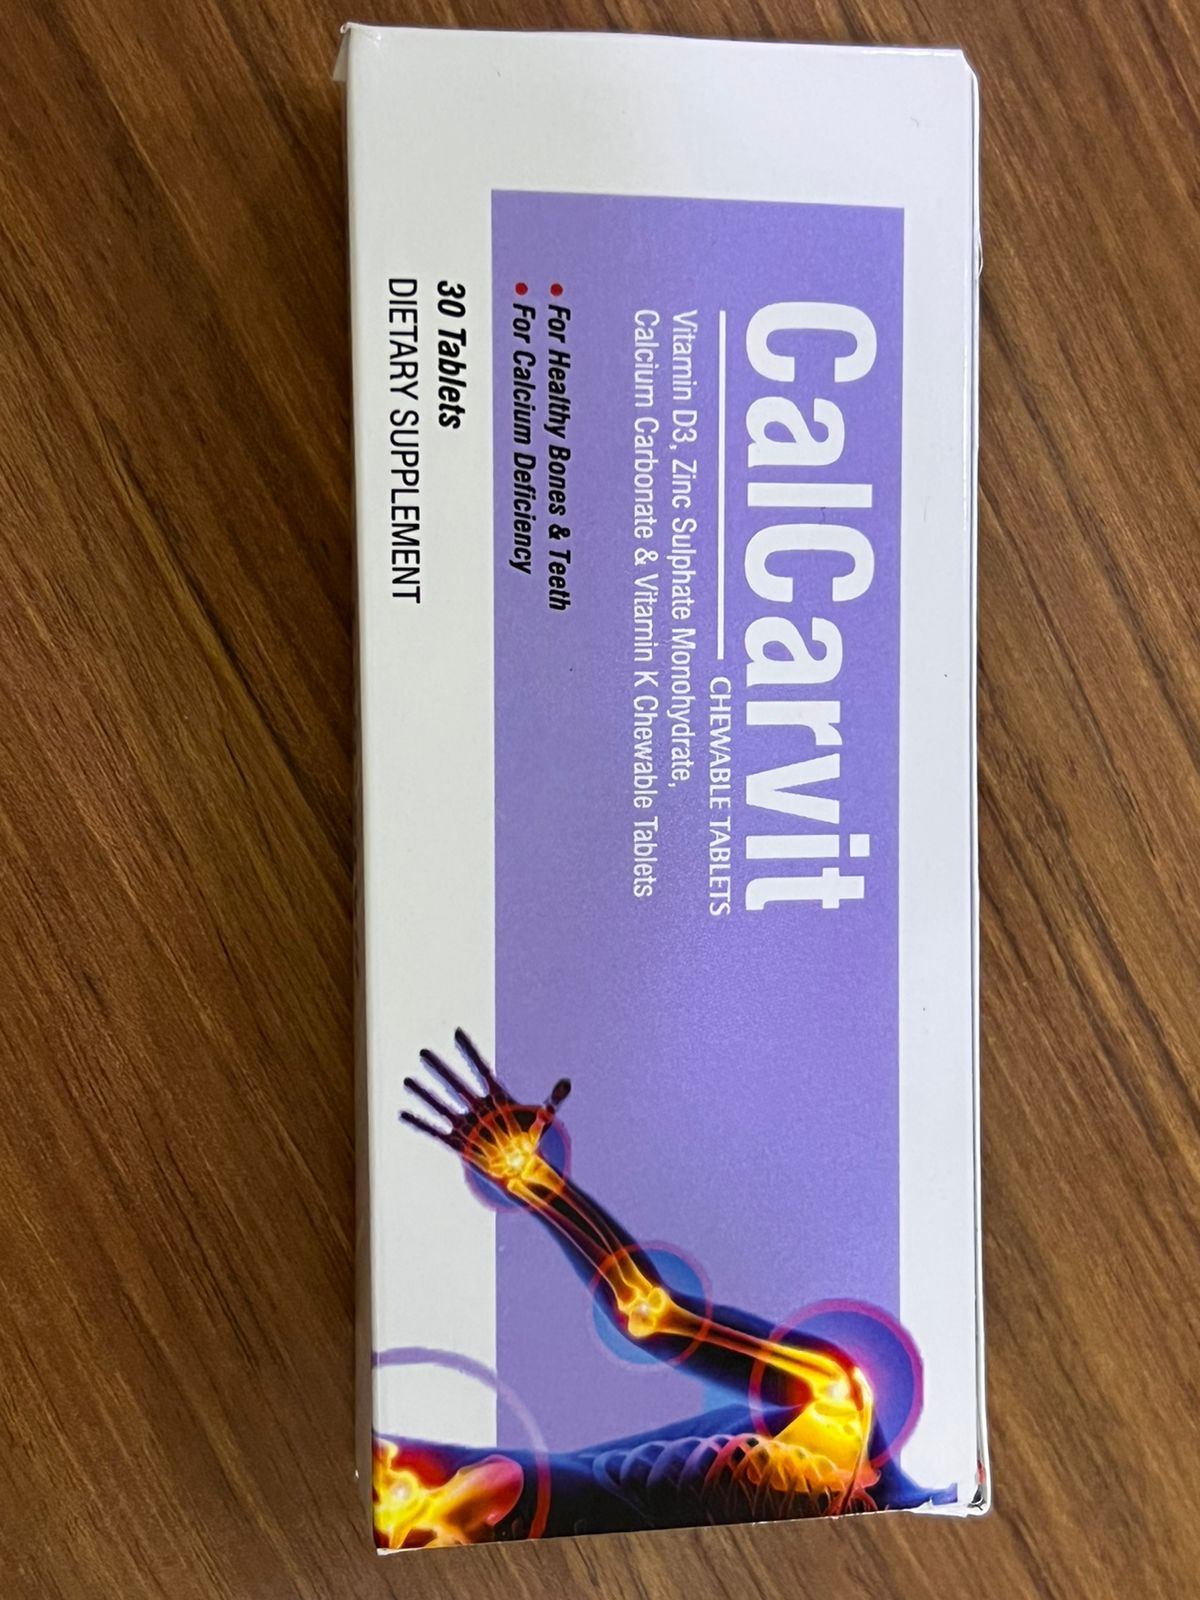 CalCarvit
CHEWABLE TABLETS
Vitamin D3, Zinc Sulphate Monohydrate,
Calcium Carbonate & Vitamin K Chewable Tablets
• For Healthy Bones & Teeth
• For Calcium Deficiency
30 Tablets
DIETARY SUPPLEMENT